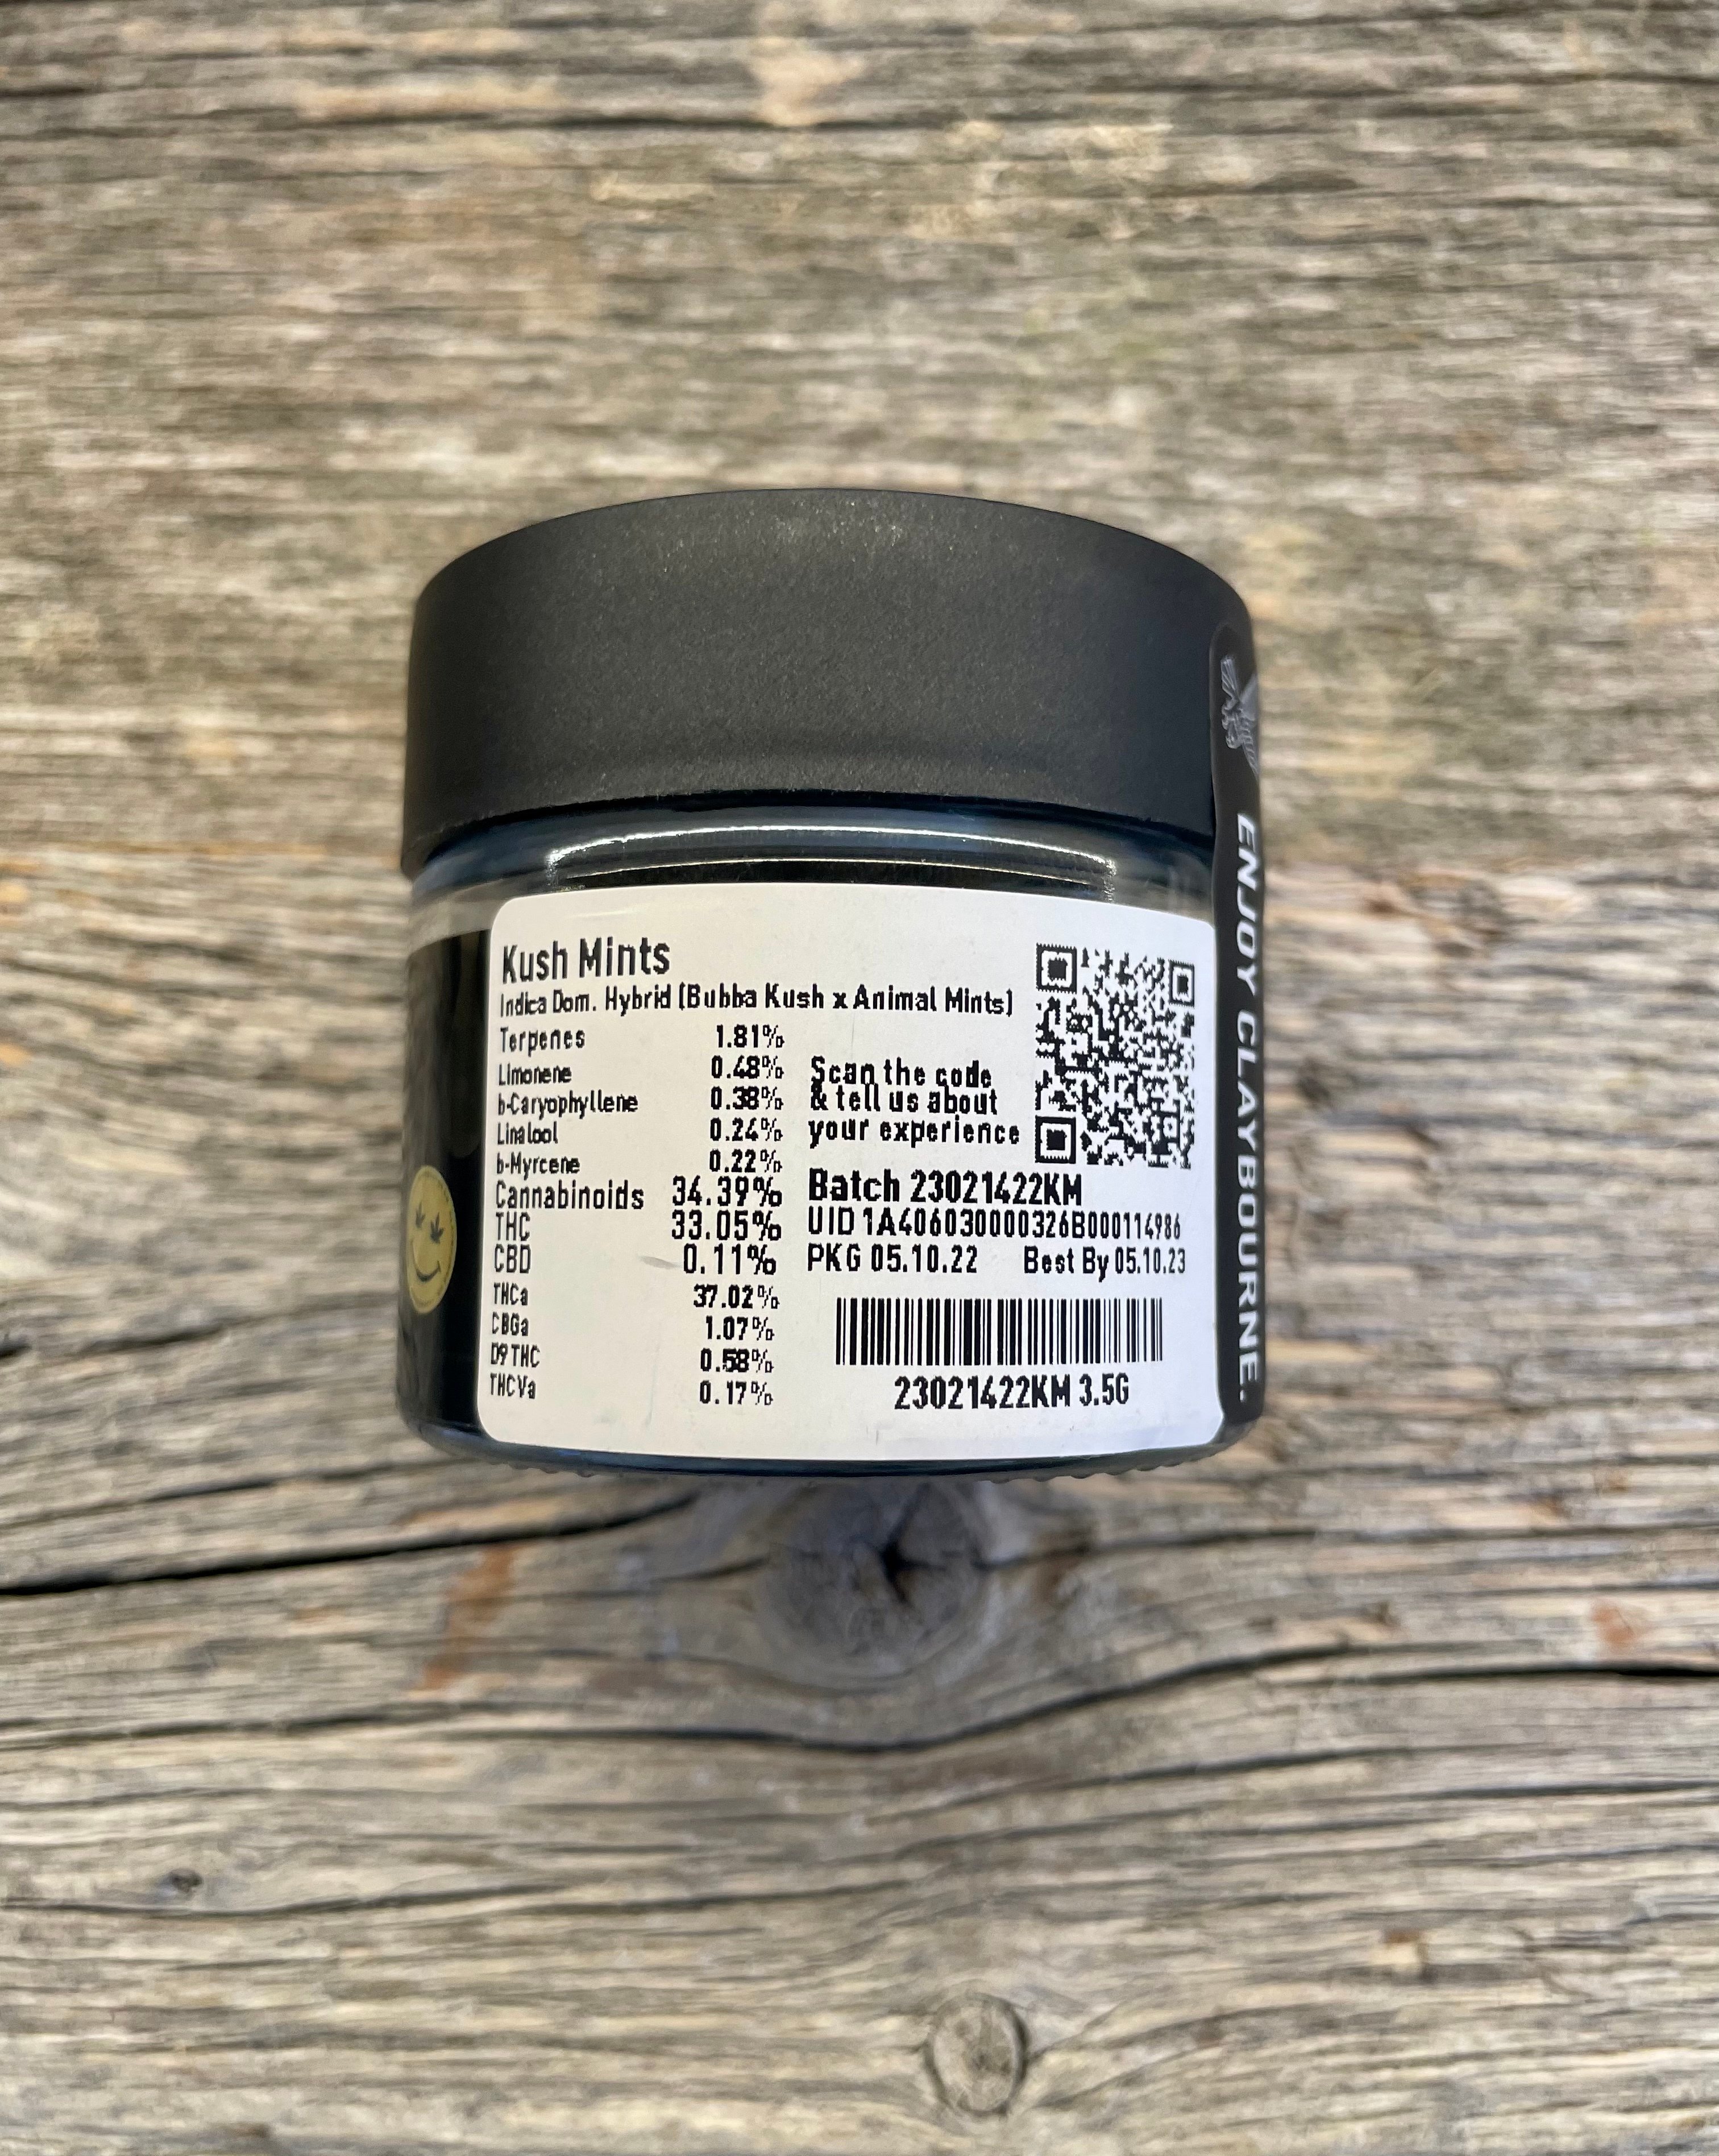 Kush Mints
Indica Dom. Hybrid (Bubba Kush x Animal Mints)
Terpenes 1.81%
Limonene 0.48%
b-Caryophyllene 0.38%
Linalool 0.24%
b-Myrcene 0.22%
Cannabinoids 34.39%
THC 33.05%
CBD 0.11%
THCa 37.02%
CBGa 1.07%
D9 THC 0.58%
THCVa 0.17%
Scan the code
& tell us about
your experience
Batch 23021422KM
UID 1A406030000326B000114986
PKG 05.10.22 Best By 05.10.23
23021422KM 3.5G
ENJOY CLAYBOURNE.